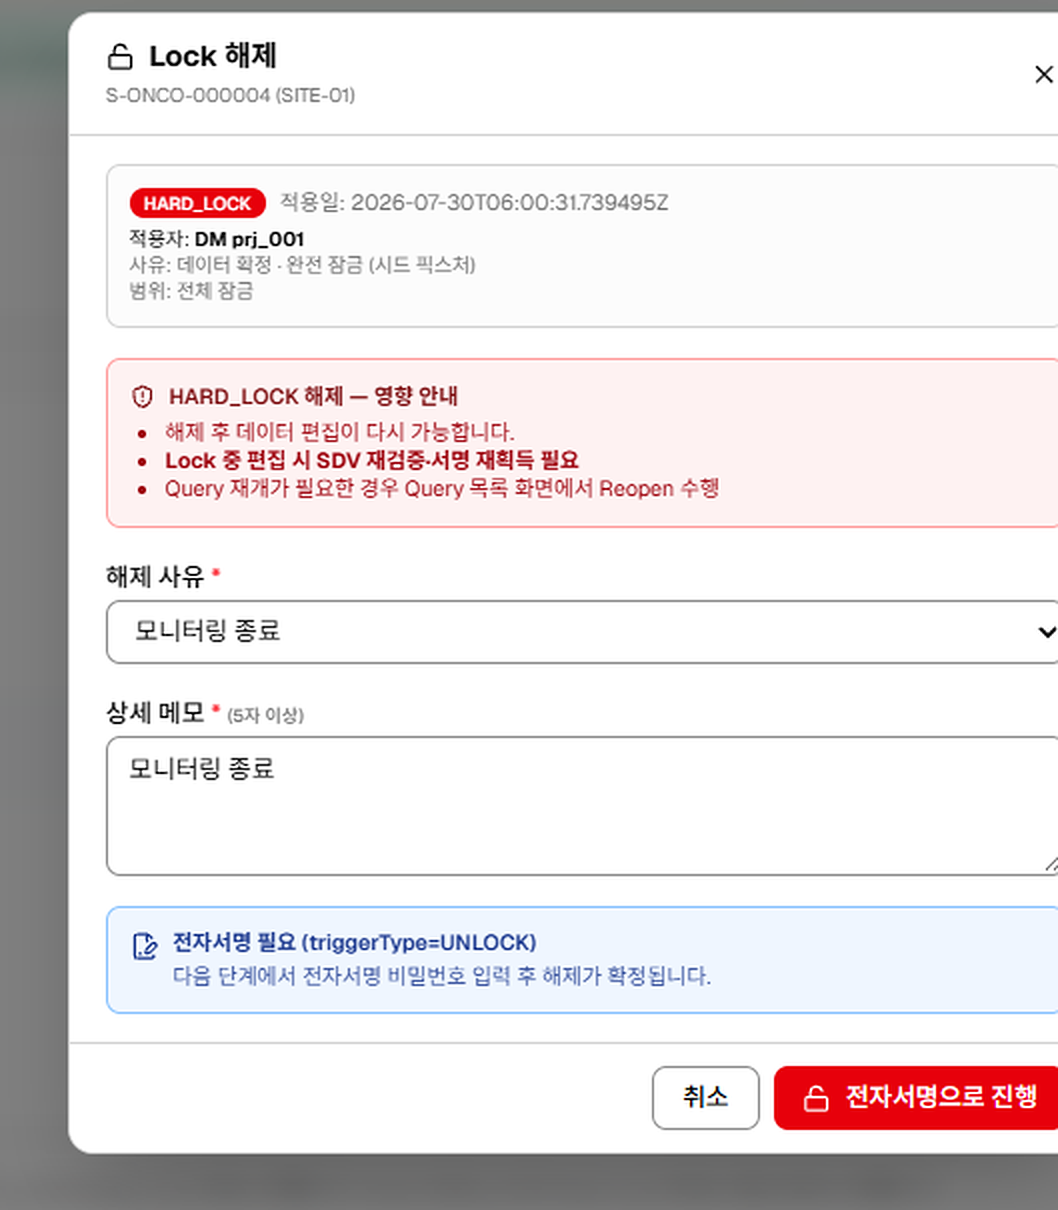 Lock 해제
S-ONCO-000004 (SITE-01)
HARD_LOCK 적용일: 2026-07-30T06:00:31.739495Z
적용자: DM prj_001
사유: 데이터 확정 · 완전 잠금 (시드 픽스처)
범위: 전체 잠금
HARD_LOCK 해제 — 영향 안내
• 해제 후 데이터 편집이 다시 가능합니다.
• Lock 중 편집 시 SDV 재검증·서명 재획득 필요
• Query 재개가 필요한 경우 Query 목록 화면에서 Reopen 수행
해제 사유 *
모니터링 종료
상세 메모 * (5자 이상)
모니터링 종료
전자서명 필요 (triggerType=UNLOCK)
다음 단계에서 전자서명 비밀번호 입력 후 해제가 확정됩니다.
취소
전자서명으로 진행